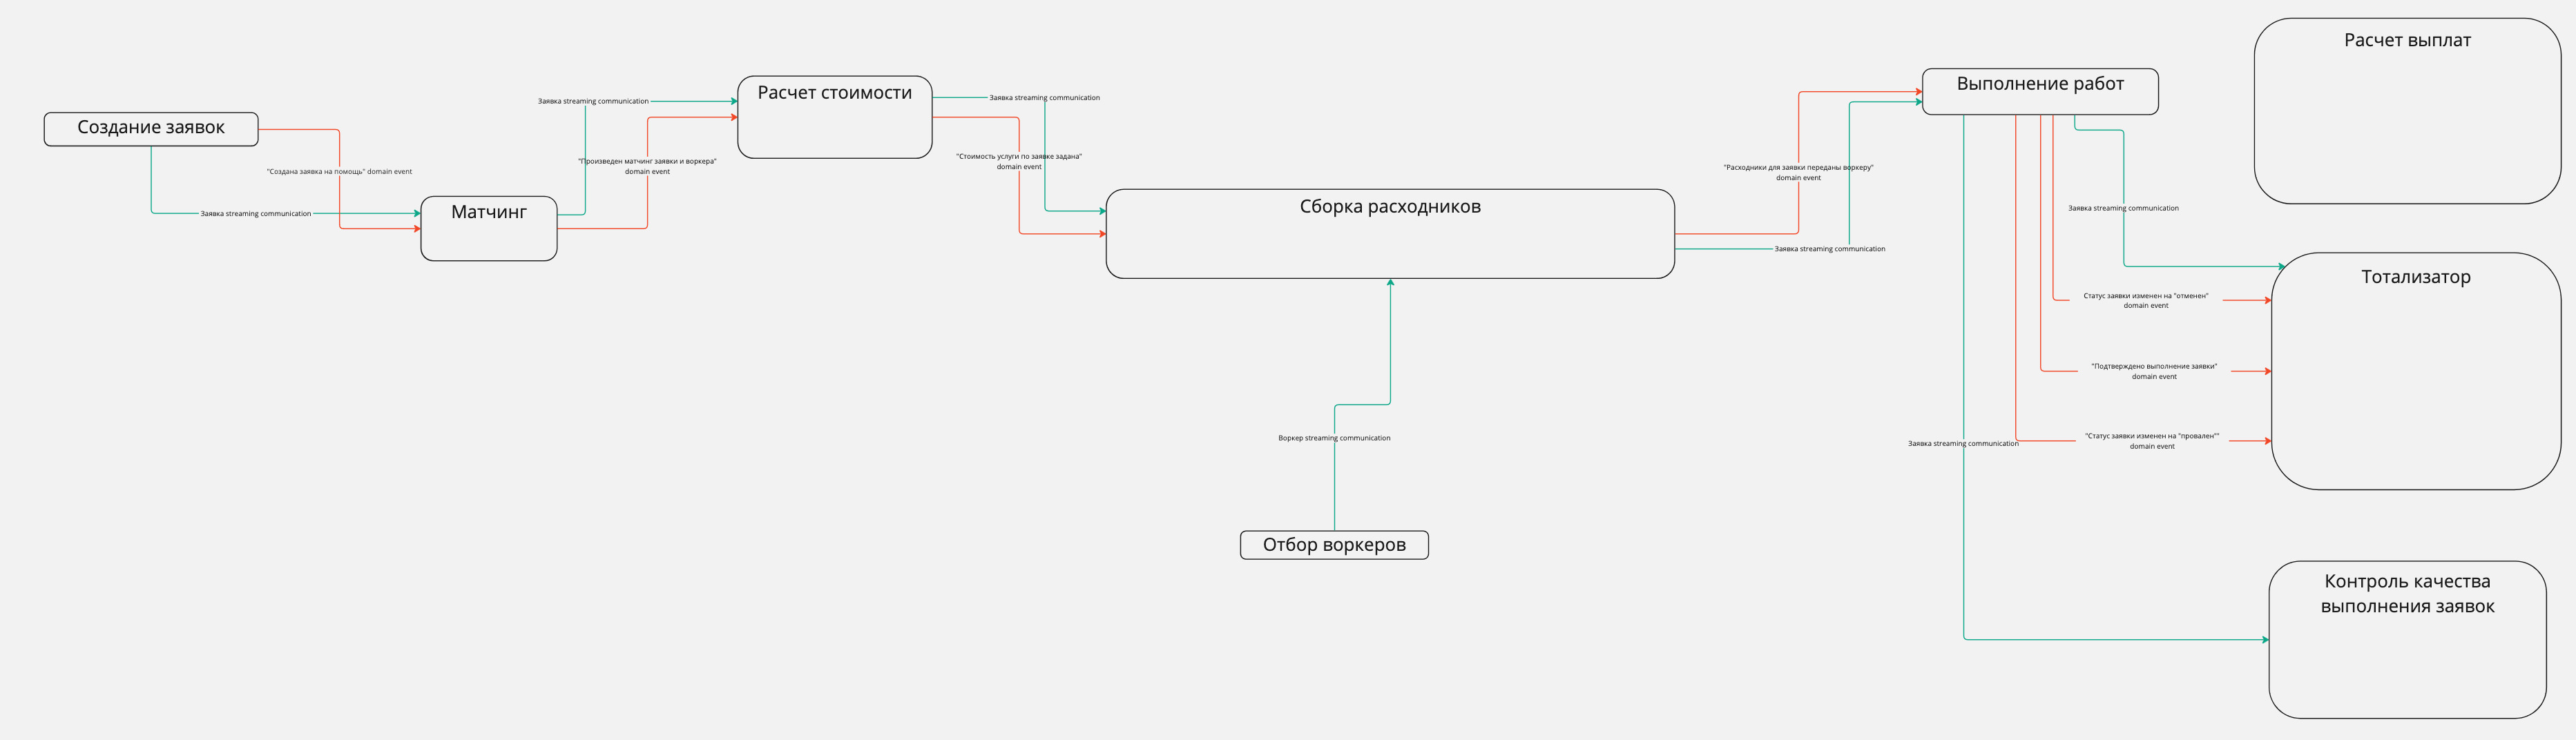 Создание заявок
"Создана заявка на помощь" domain event
Заявка streaming communication
Матчинг
Заявка streaming communication
"Произведен матчинг заявки и воркера"
domain event
Расчет стоимости
Заявка streaming communication
"Стоимость услуги по заявке задана"
domain event
Сборка расходников
Воркер streaming communication
Отбор воркеров
"Расходники для заявки переданы воркеру"
domain event
Заявка streaming communication
Выполнение работ
Заявка streaming communication
Статус заявки изменен на "отменен"
domain event
"Подтверждено выполнение заявки"
domain event
"Статус заявки изменен на "провален""
domain event
Заявка streaming communication
Расчет выплат
Тотализатор
Контроль качества
выполнения заявок